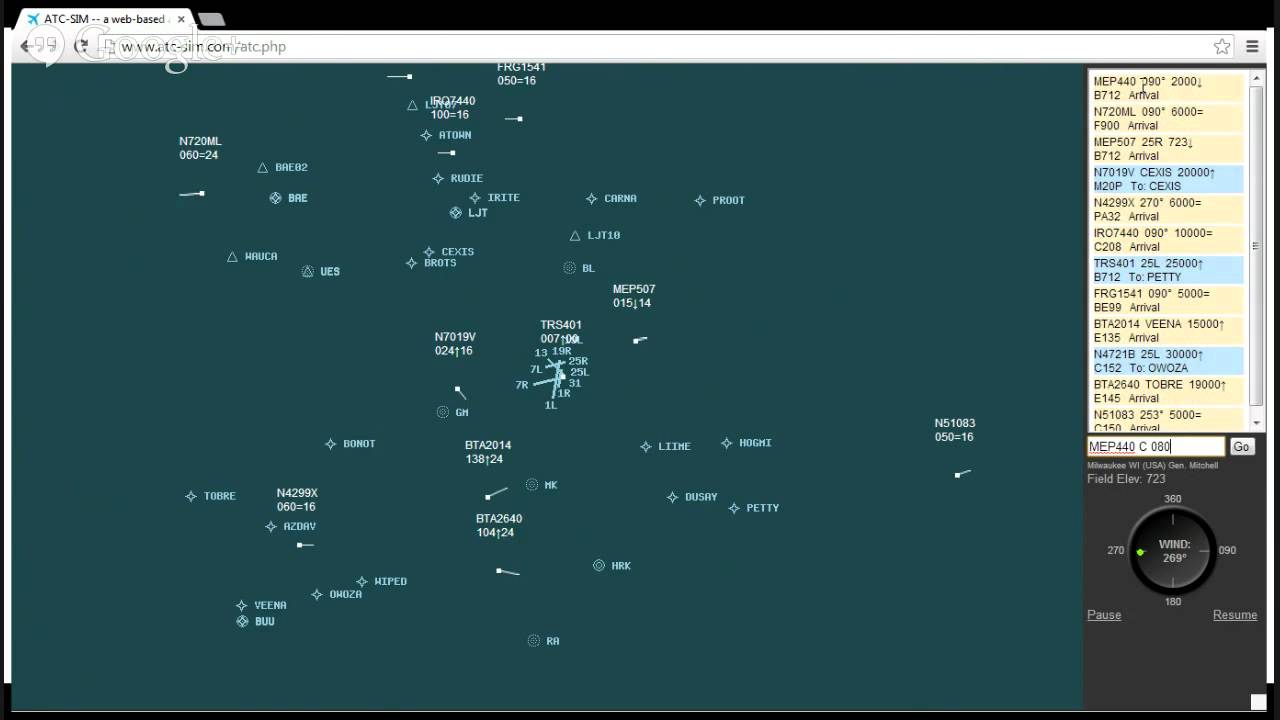 ATC-SIM -- a web-based
Google+
www.atc-sim.com/atc.php
FRG1541
050=16
IRO7440
100=16
LJT07
ATOWN
N720ML
060=24
BAE02
RUDIE
BAE
IRITE
CARNA
PROOT
LJT
LJT10
WAUCA
CEXIS
BROTS
UES
BL
MEP507
015↓14
TRS401
007↑00
N7019V
024↑16
13
19R
25R
7L
25L
7R
31
1R
1L
GM
BTA2014
138↑24
BONOT
LIIME
HOGMI
N51083
050=16
TOBRE
N4299X
060=16
MK
DUSAY
PETTY
AZDAV
BTA2640
104↑24
HRK
WIPED
OWOZA
VEENA
BUU
RA
MEP440 090° 2000↓
B712 Arrival
N720ML 090° 6000=
F900 Arrival
MEP507 25R 723↓
B712 Arrival
N7019V CEXIS 20000↑
M20P To: CEXIS
N4299X 270° 6000=
PA32 Arrival
IRO7440 090° 10000=
C208 Arrival
TRS401 25L 25000↑
B712 To: PETTY
FRG1541 090° 5000=
BE99 Arrival
BTA2014 VEENA 15000↑
E135 Arrival
N4721B 25L 30000↑
C152 To: OWOZA
BTA2640 TOBRE 19000↑
E145 Arrival
N51083 253° 5000=
C150 Arrival
MEP440 C 080
Go
Milwaukee WI (USA) Gen. Mitchell
Field Elev: 723
360
270
WIND:
269°
090
180
Pause
Resume